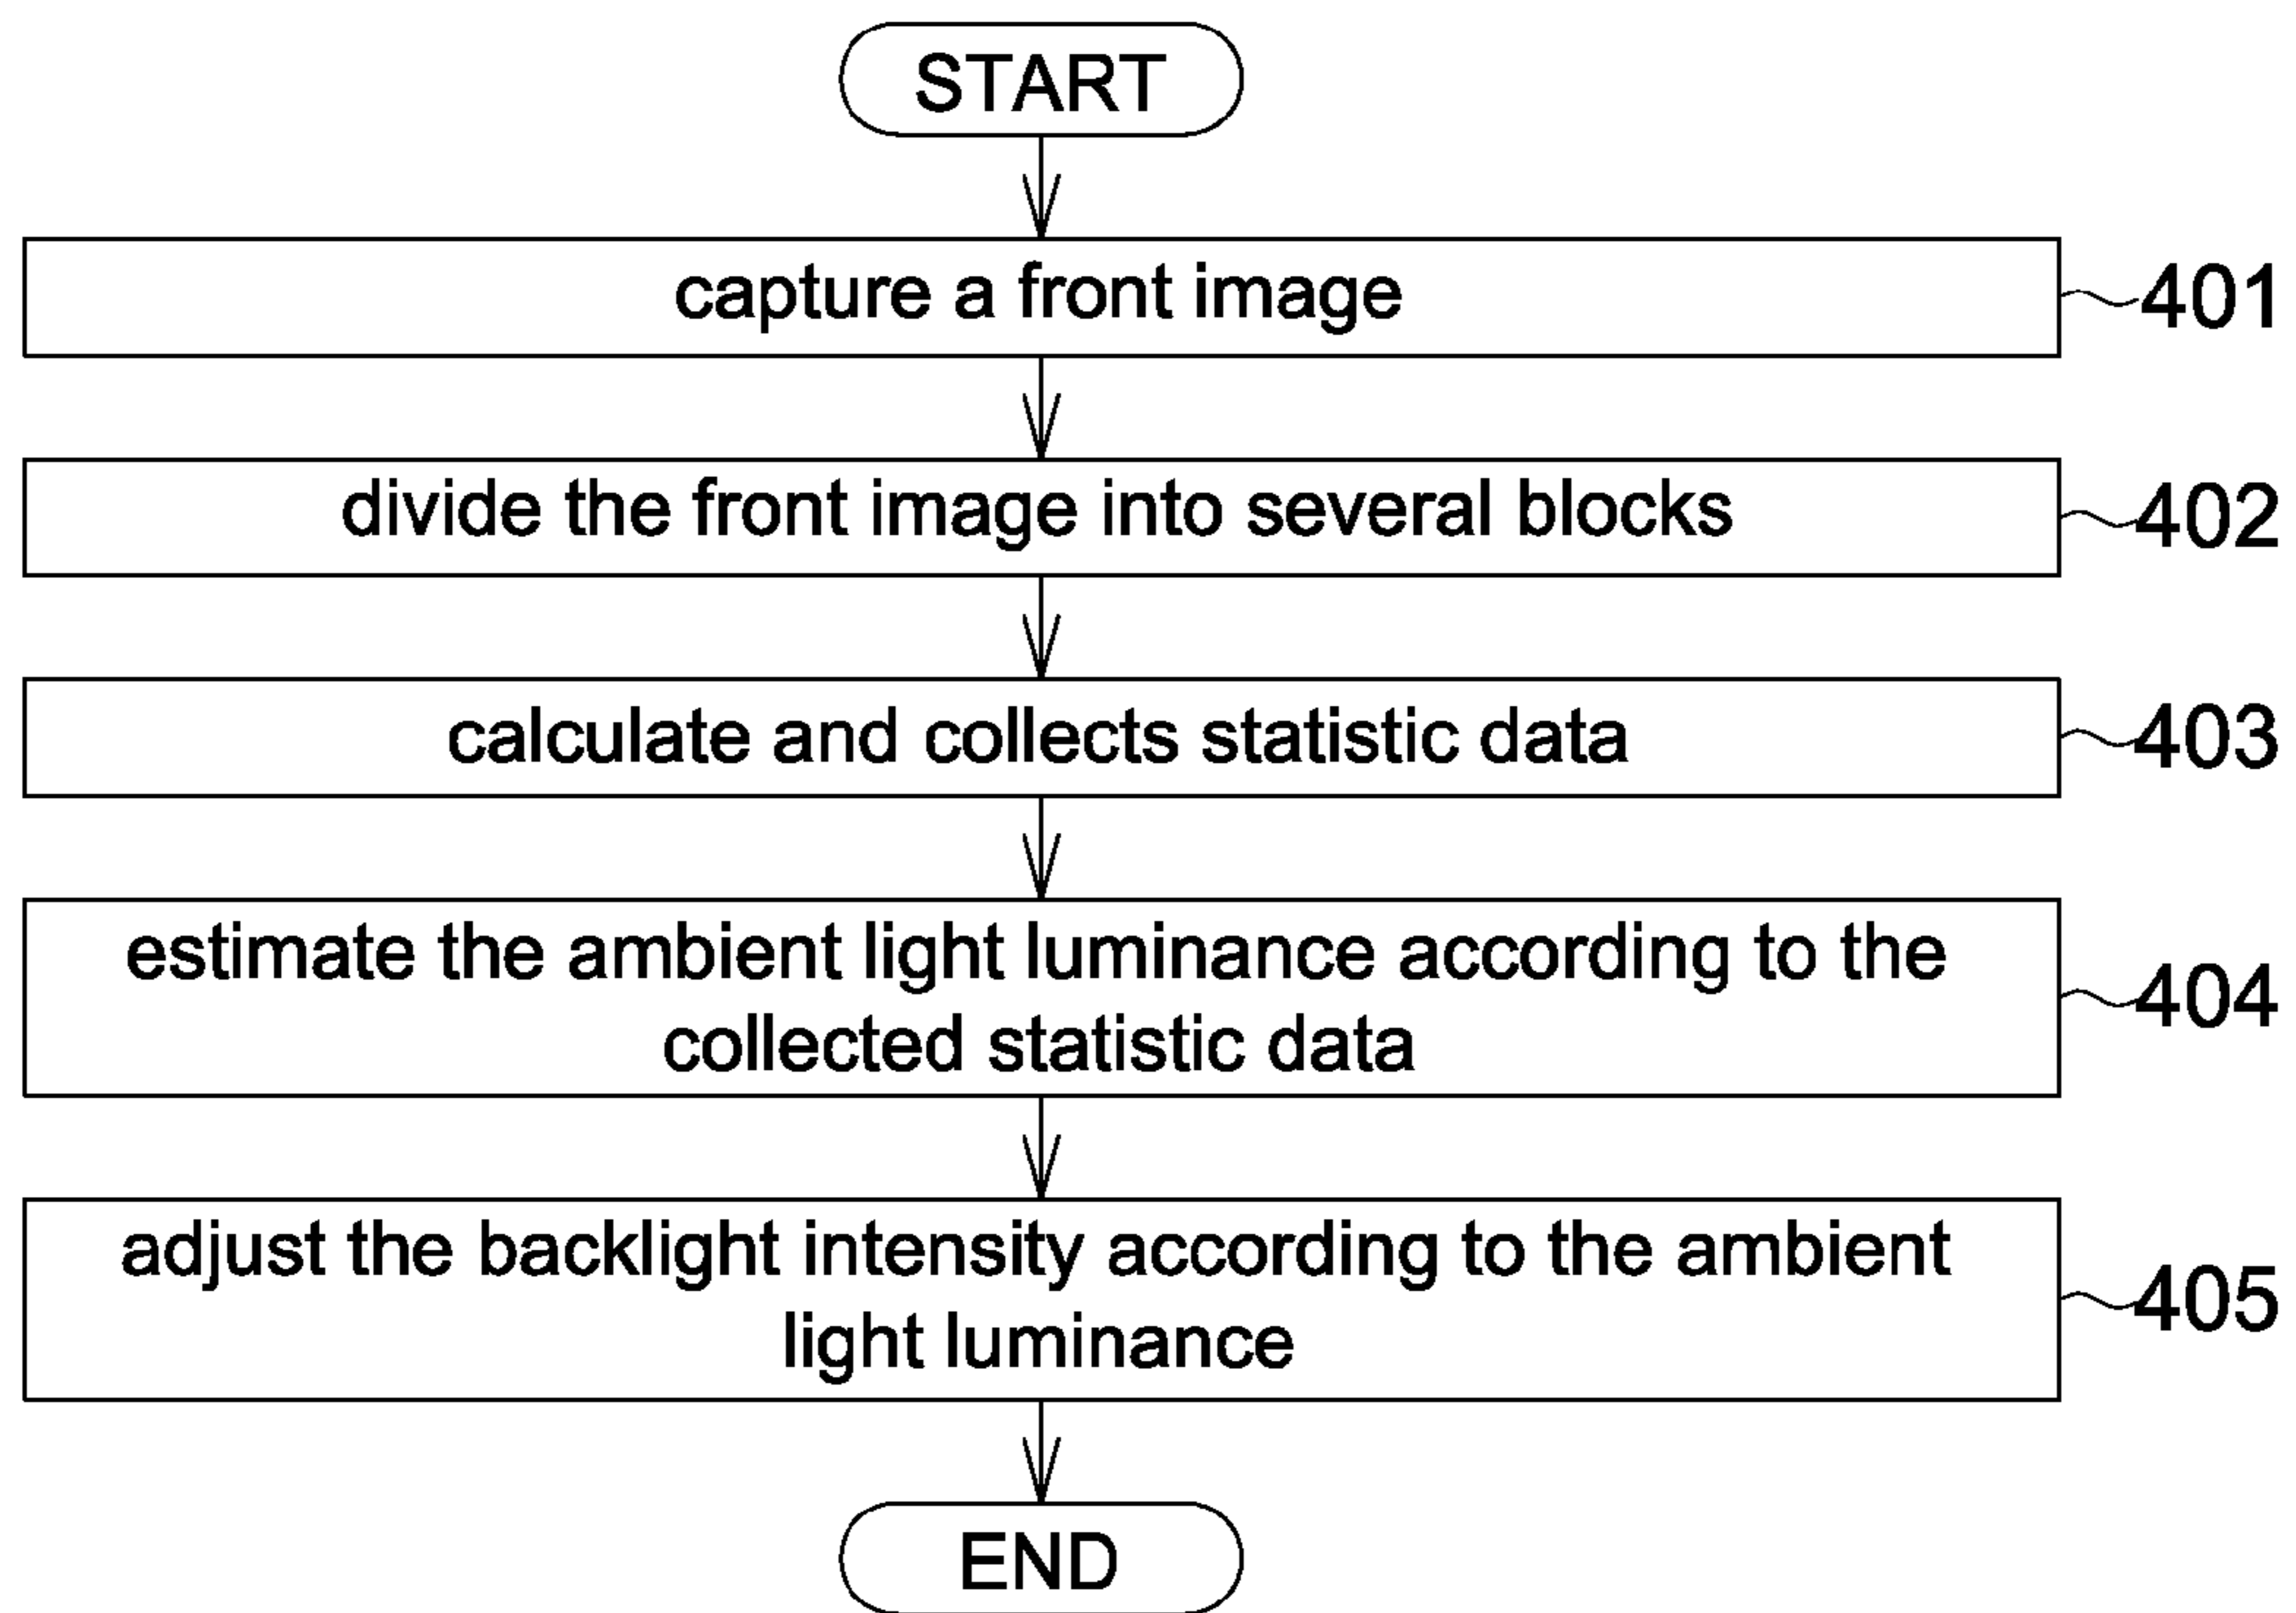 START
capture a front image
401
divide the front image into several blocks
402
calculate and collects statistic data
403
estimate the ambient light luminance according to the
collected statistic data
404
adjust the backlight intensity according to the ambient
light luminance
405
END